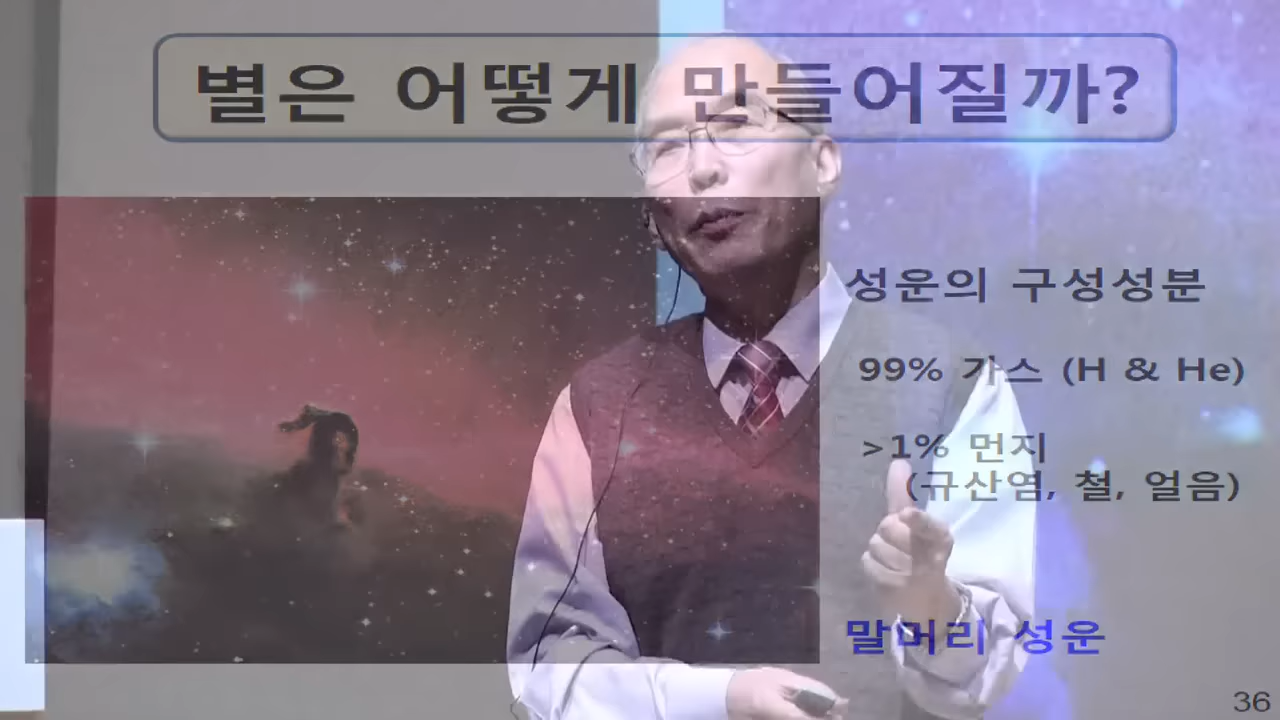 별은 어떻게 만들어질까?
성운의 구성성분
99% 가스 (H & He)
>1% 먼지
(규산염, 철, 얼음)
말머리 성운
36